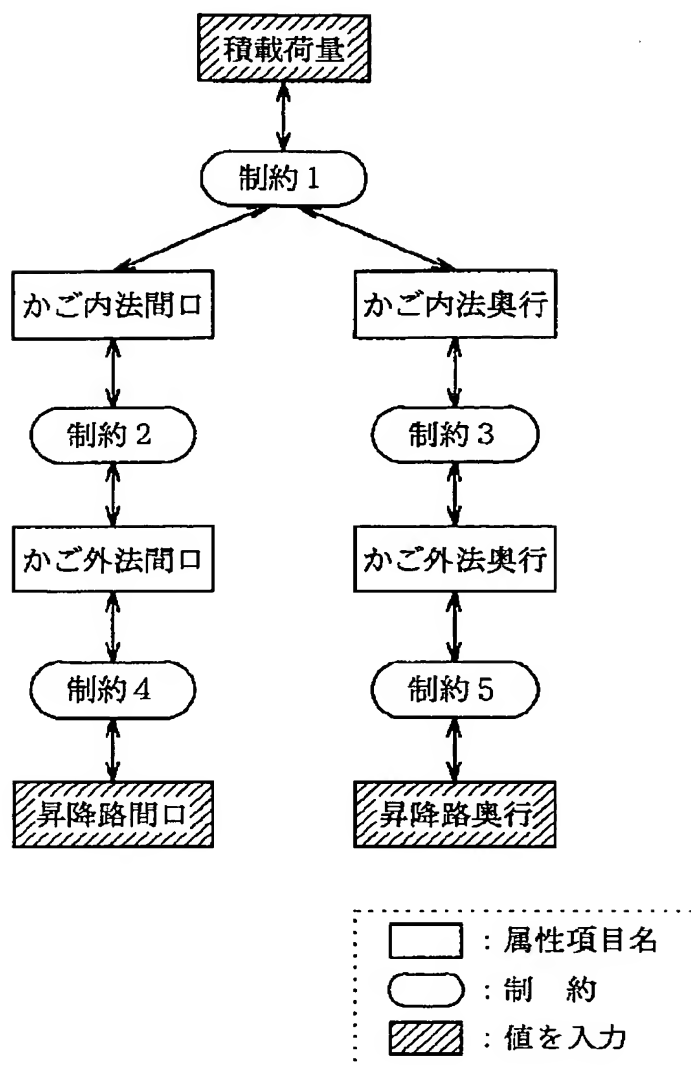 積載荷量
制約1
かご内法間口
かご内法奥行
制約2
制約3
かご外法間口
かご外法奥行
制約4
制約5
昇降路間口
昇降路奥行
:属性項目名
:制 約
:値を入力